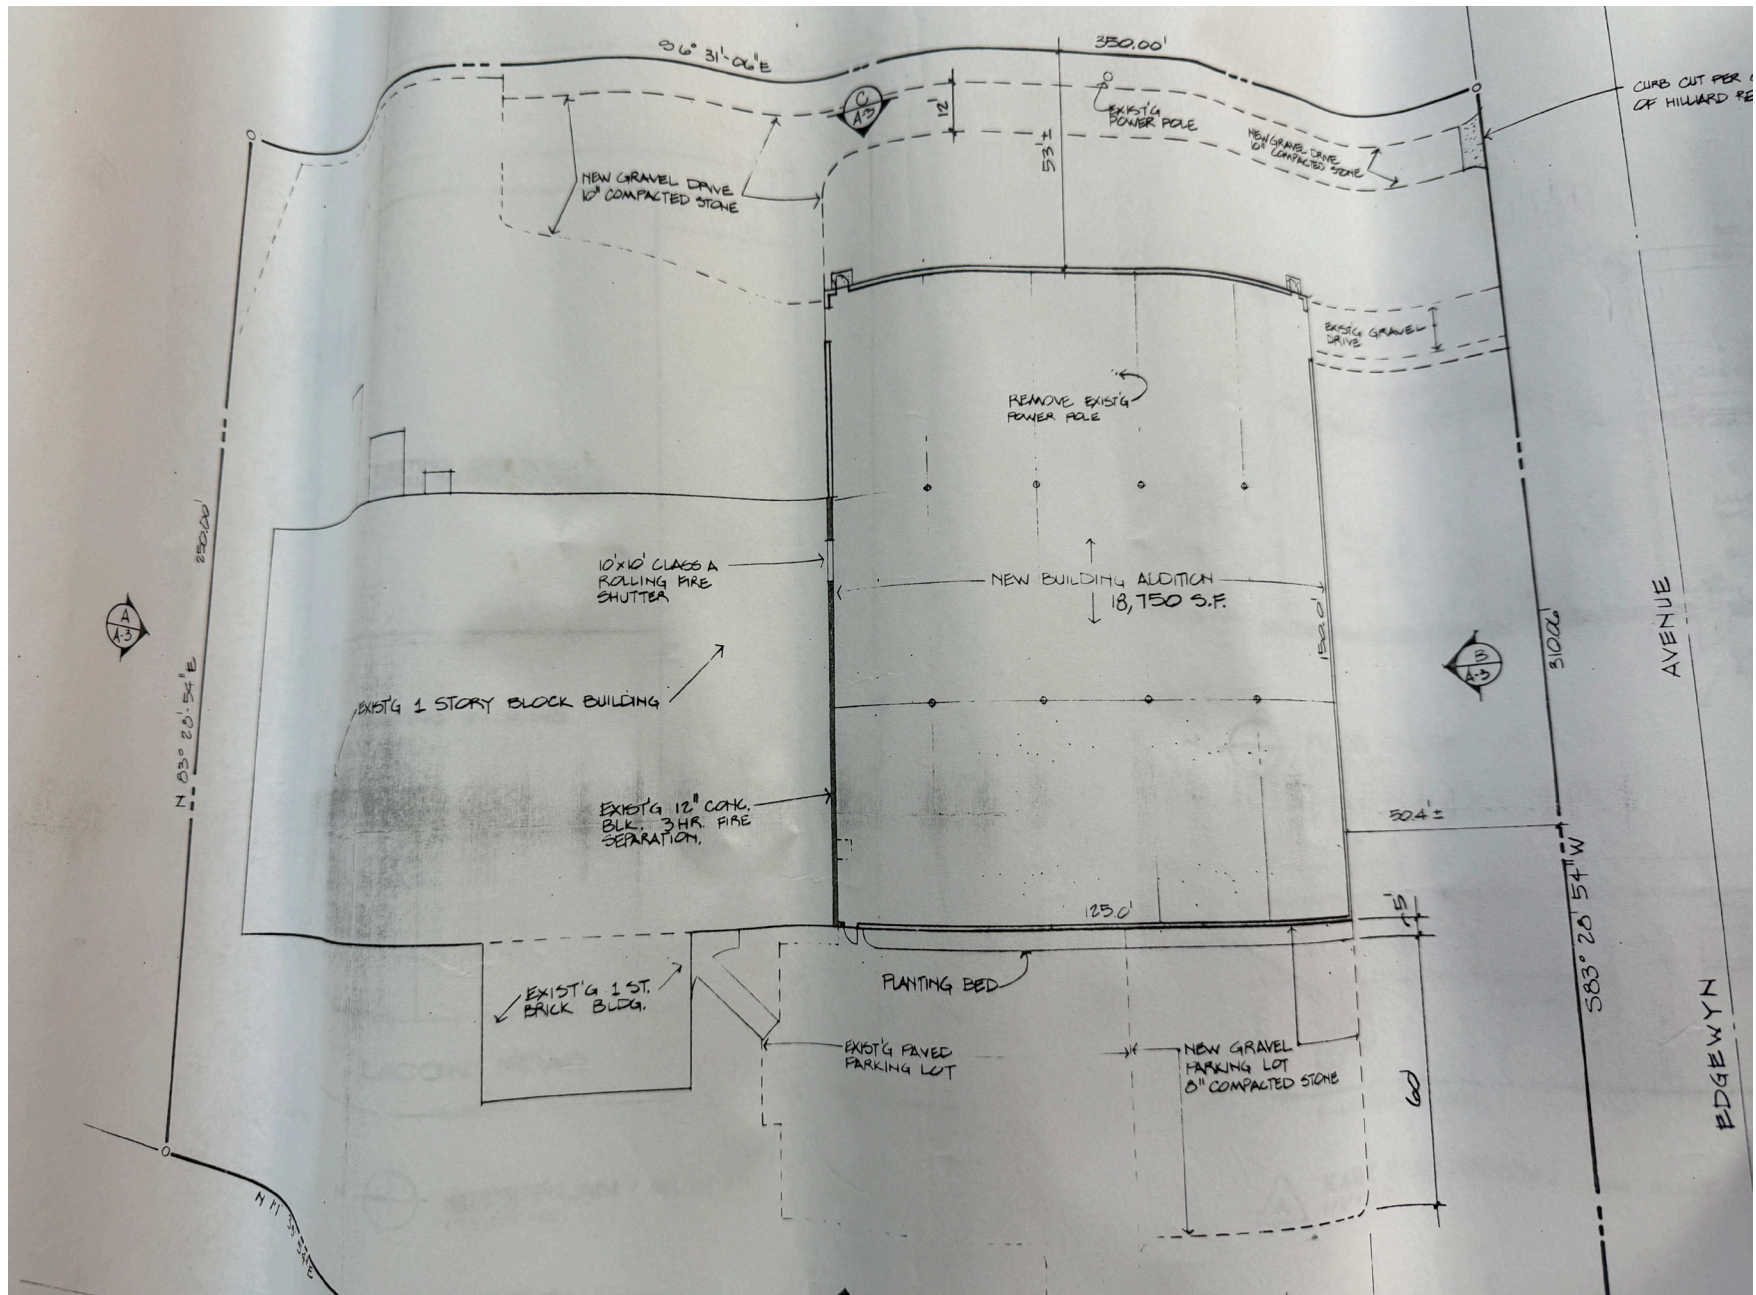 S6° 31'-06"E
350.00'
CURB CUT PER
OF HILLIARD
C
A-3
12'
EXIST'G
POWER POLE
53'±
NEW GRAVEL DRIVE
10" COMPACTED STONE
NEW GRAVEL DRIVE
10" COMPACTED STONE
EXIST'G GRAVEL
DRIVE
REMOVE EXIST'G
POWER POLE
250.00'
N 83° 28'-54"E
A
A-3
10'X10' CLASS A
ROLLING FIRE
SHUTTER
NEW BUILDING ADDITION
18,750 S.F.
150.0'
B
A-3
310.06'
AVENUE
EXIST'G 1 STORY BLOCK BUILDING
EXIST'G 12" CONC.
BLK. 3 HR. FIRE
SEPARATION.
50.4'±
S83° 28' 54"W
125.0'
5'
EXIST'G 1 ST.
BRICK BLDG.
PLANTING BED
EXIST'G PAVED
PARKING LOT
NEW GRAVEL
PARKING LOT
8" COMPACTED STONE
60'
EDGEWYN